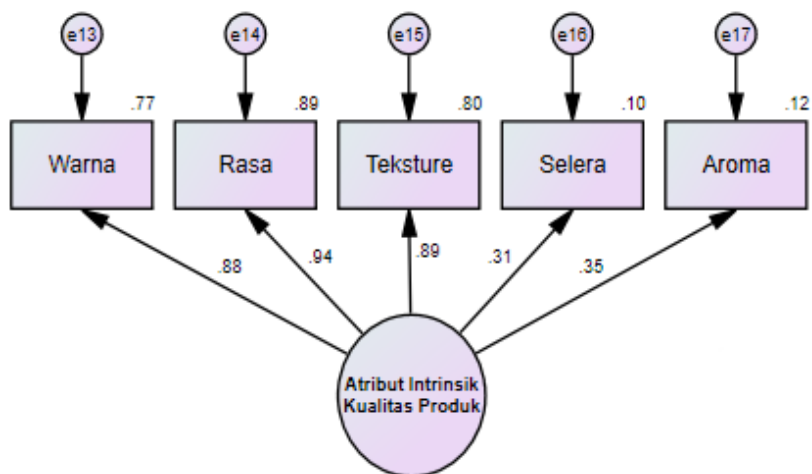 e13 e14 e15 e16 e17
.77 .89 .80 .10 .12
Warna Rasa Teksture Selera Aroma
.88 .94 .89 .31 .35
Atribut Intrinsik
Kualitas Produk